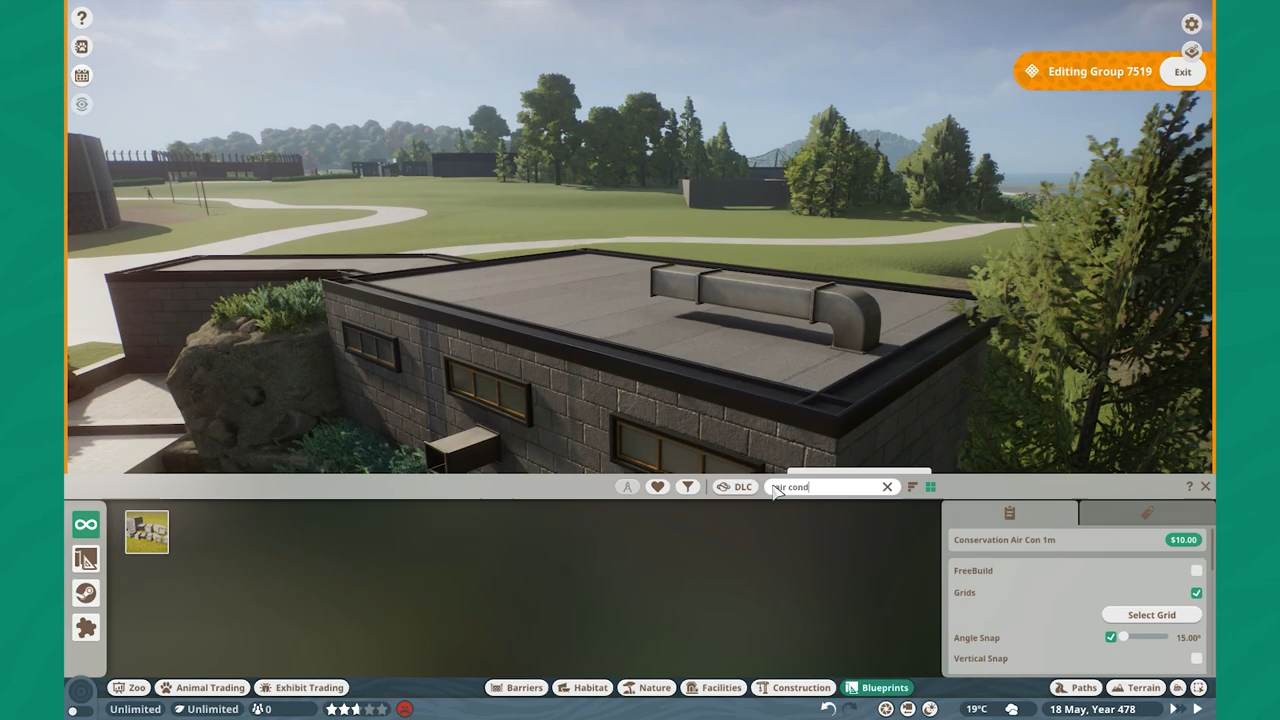 ?
Editing Group 7519
Exit
DLC
air cond
?
Conservation Air Con 1m
$10.00
FreeBuild
Grids
Select Grid
Angle Snap
15.00°
Vertical Snap
Zoo
Animal Trading
Exhibit Trading
Barriers
Habitat
Nature
Facilities
Construction
Blueprints
Paths
Terrain
Unlimited
Unlimited
0
19°C
18 May, Year 478